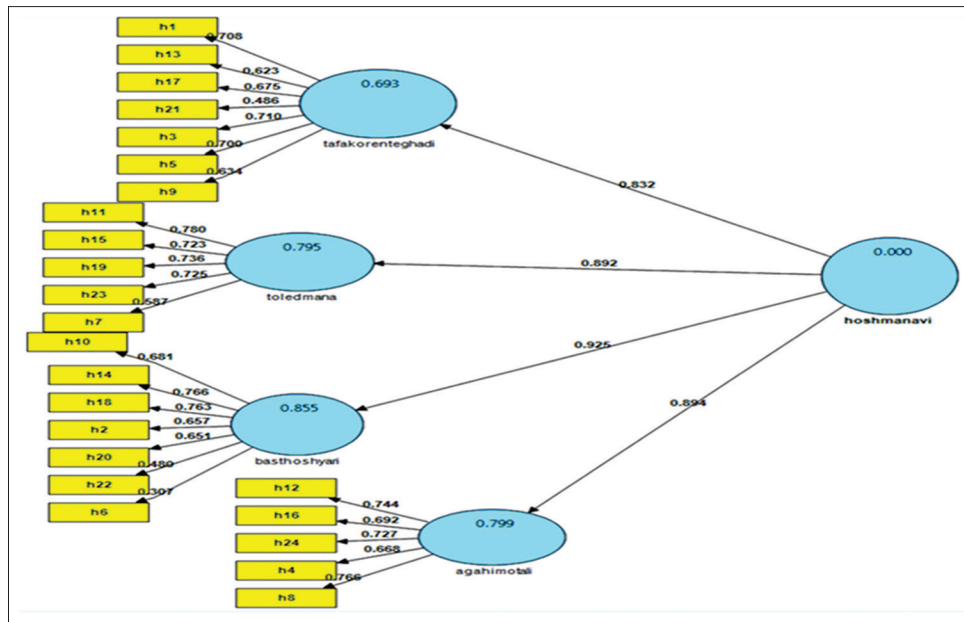 h1
0.708
h13
0.623
h17
0.675
h21
0.486
h3
0.710
h5
0.700
h9
0.634
0.693
tafakorenteghadi
0.832
h11
0.780
h15
0.723
h19
0.736
h23
0.725
h7
0.587
0.795
toledmana
0.892
0.000
hoshmanavi
h10
0.681
h14
0.766
h18
0.763
h2
0.657
h20
0.651
h22
0.480
h6
0.307
0.855
basthoshyari
0.925
h12
0.744
h16
0.692
h24
0.727
h4
0.668
h8
0.766
0.799
agahimotali
0.894